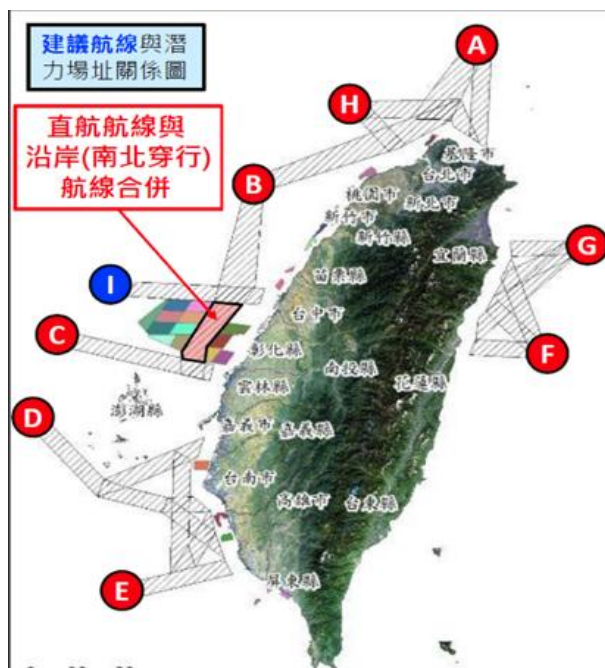 建議航線與潛
力場址關係圖
直航航線與
沿岸(南北穿行)
航線合併
A
H
基隆市
台北市
B
桃園市
新北市
新竹市
新竹縣
宜蘭縣
G
苗栗縣
I
台中市
C
彰化縣
F
南投縣
花蓮縣
雲林縣
澎湖縣
D
嘉義市
嘉義縣
台南市
高雄市
台東縣
E
屏東縣